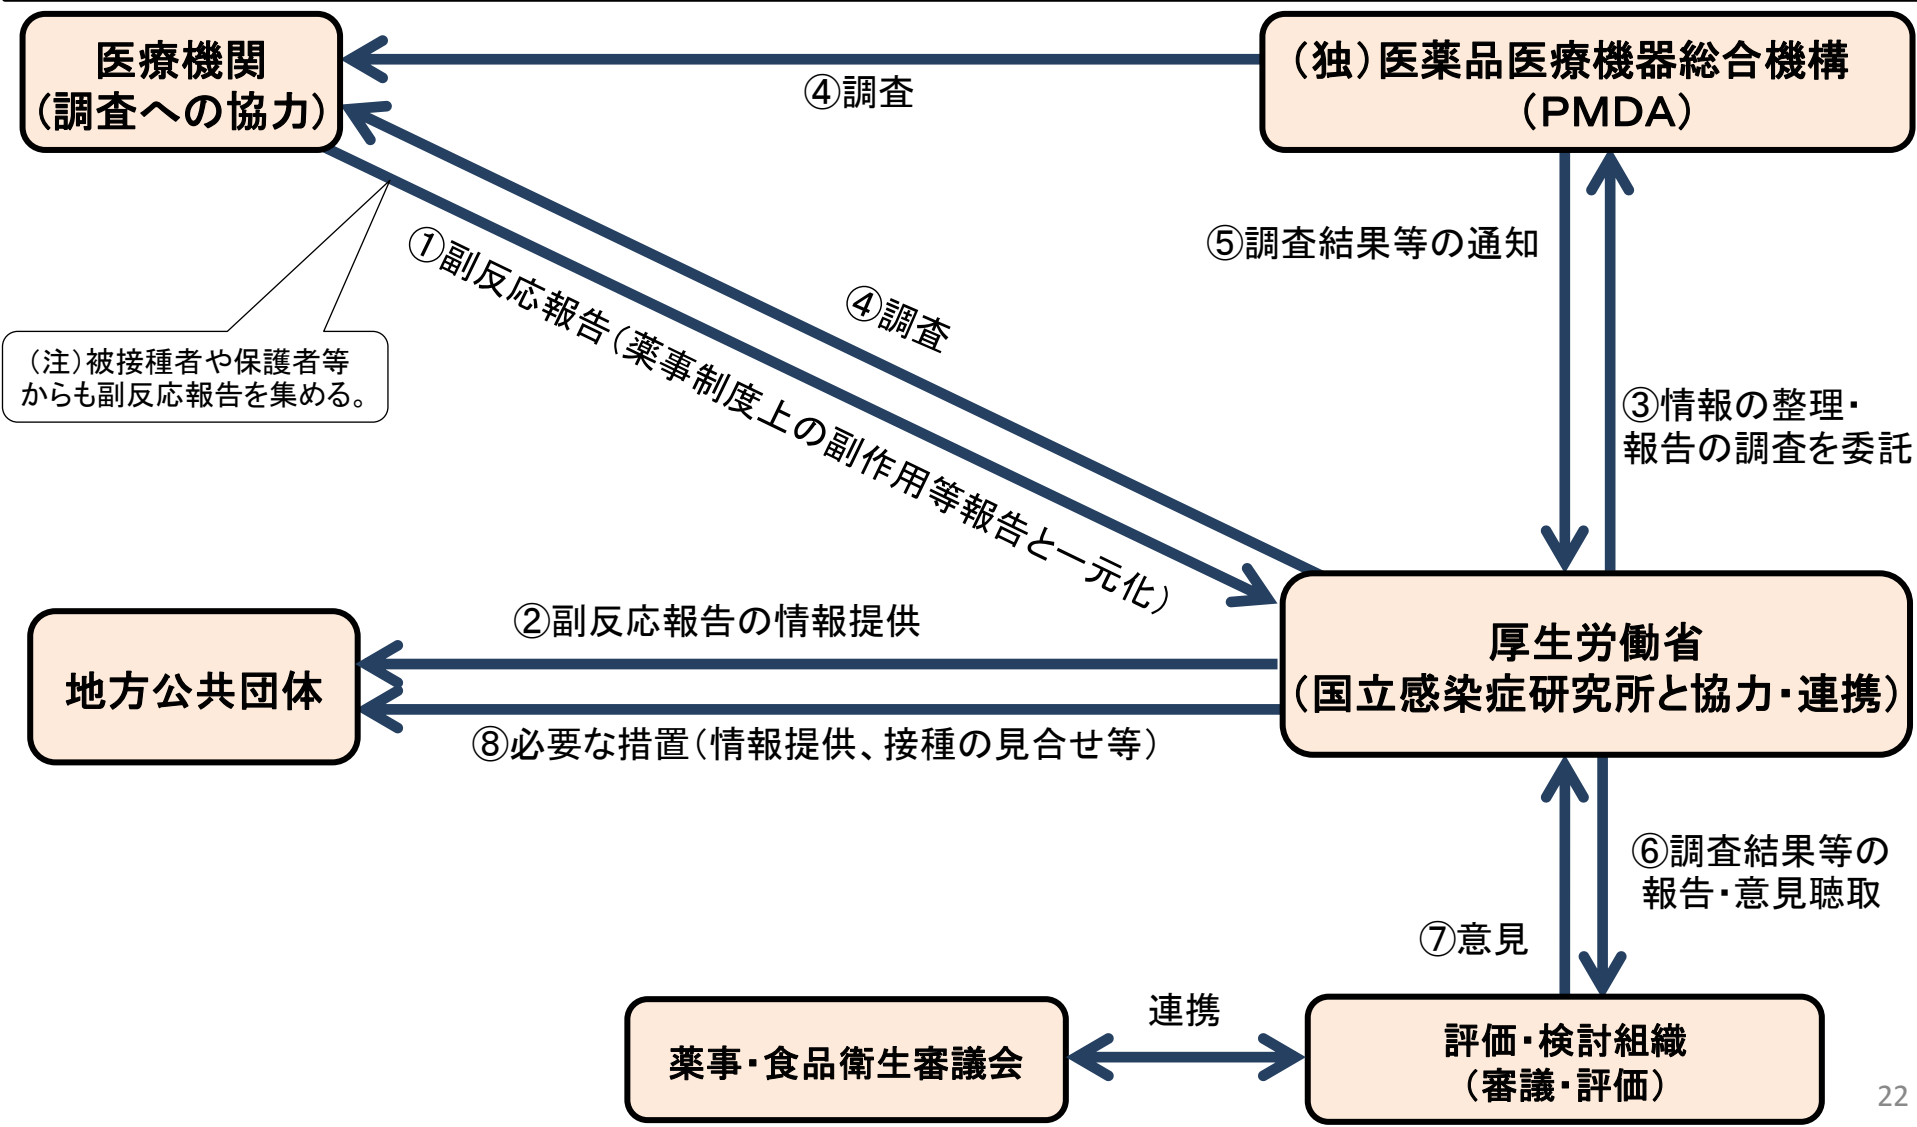 医療機関
（調査への協力）
④調査
（独）医薬品医療機器総合機構
（ＰＭＤＡ）
⑤調査結果等の通知
①副反応報告（薬事制度上の副作用等報告と一元化）
④調査
（注）被接種者や保護者等
からも副反応報告を集める。
③情報の整理・
報告の調査を委託
②副反応報告の情報提供
地方公共団体
厚生労働省
（国立感染症研究所と協力・連携）
⑧必要な措置（情報提供、接種の見合せ等）
⑥調査結果等の
報告・意見聴取
⑦意見
連携
薬事・食品衛生審議会
評価・検討組織
（審議・評価）
22